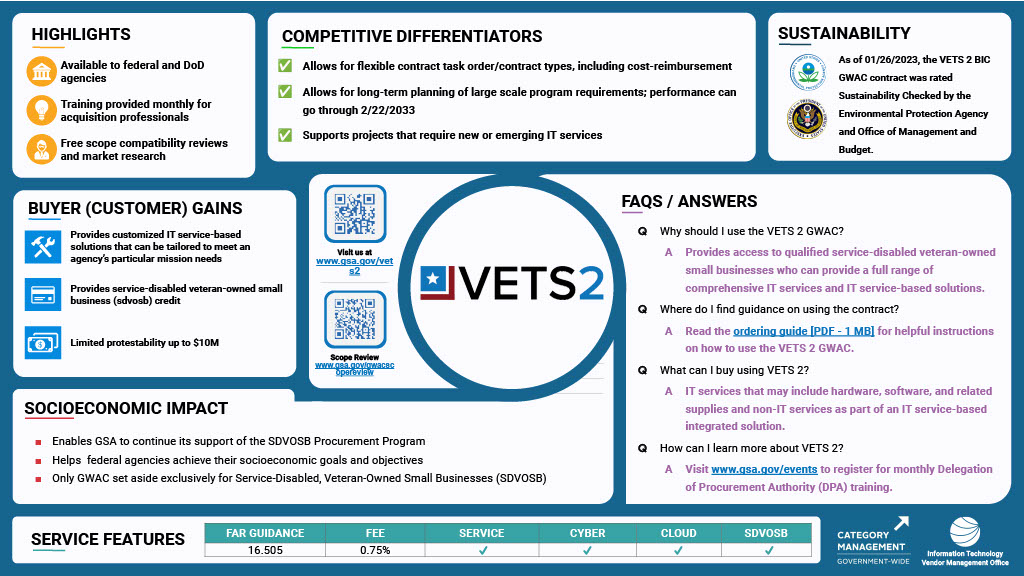 HIGHLIGHTS
Available to federal and DoD
agencies
Training provided monthly for
acquisition professionals
Free scope compatibility reviews
and market research
COMPETITIVE DIFFERENTIATORS
Allows for flexible contract task order/contract types, including cost-reimbursement
Allows for long-term planning of large scale program requirements; performance can
go through 2/22/2033
Supports projects that require new or emerging IT services
SUSTAINABILITY
As of 01/26/2023, the VETS 2 BIC
GWAC contract was rated
Sustainability Checked by the
Environmental Protection Agency
and Office of Management and
Budget.
BUYER (CUSTOMER) GAINS
Provides customized IT service-based
solutions that can be tailored to meet an
agency's particular mission needs
Provides service-disabled veteran-owned small
business (sdvosb) credit
Limited protestability up to $10M
Visit us at
www.gsa.gov/vet
s2
Scope Review
www.gsa.gov/gwacsc
opereview
VETS2
FAQS / ANSWERS
Q Why should I use the VETS 2 GWAC?
A Provides access to qualified service-disabled veteran-owned
small businesses who can provide a full range of
comprehensive IT services and IT service-based solutions.
Q Where do I find guidance on using the contract?
A Read the ordering guide [PDF - 1 MB] for helpful instructions
on how to use the VETS 2 GWAC.
Q What can I buy using VETS 2?
A IT services that may include hardware, software, and related
supplies and non-IT services as part of an IT service-based
integrated solution.
Q How can I learn more about VETS 2?
A Visit www.gsa.gov/events to register for monthly Delegation
of Procurement Authority (DPA) training.
SOCIOECONOMIC IMPACT
Enables GSA to continue its support of the SDVOSB Procurement Program
Helps federal agencies achieve their socioeconomic goals and objectives
Only GWAC set aside exclusively for Service-Disabled, Veteran-Owned Small Businesses (SDVOSB)
SERVICE FEATURES
FAR GUIDANCE FEE SERVICE CYBER CLOUD SDVOSB
16.505 0.75% ✓ ✓ ✓ ✓
CATEGORY
MANAGEMENT
GOVERNMENT-WIDE
Information Technology
Vendor Management Office